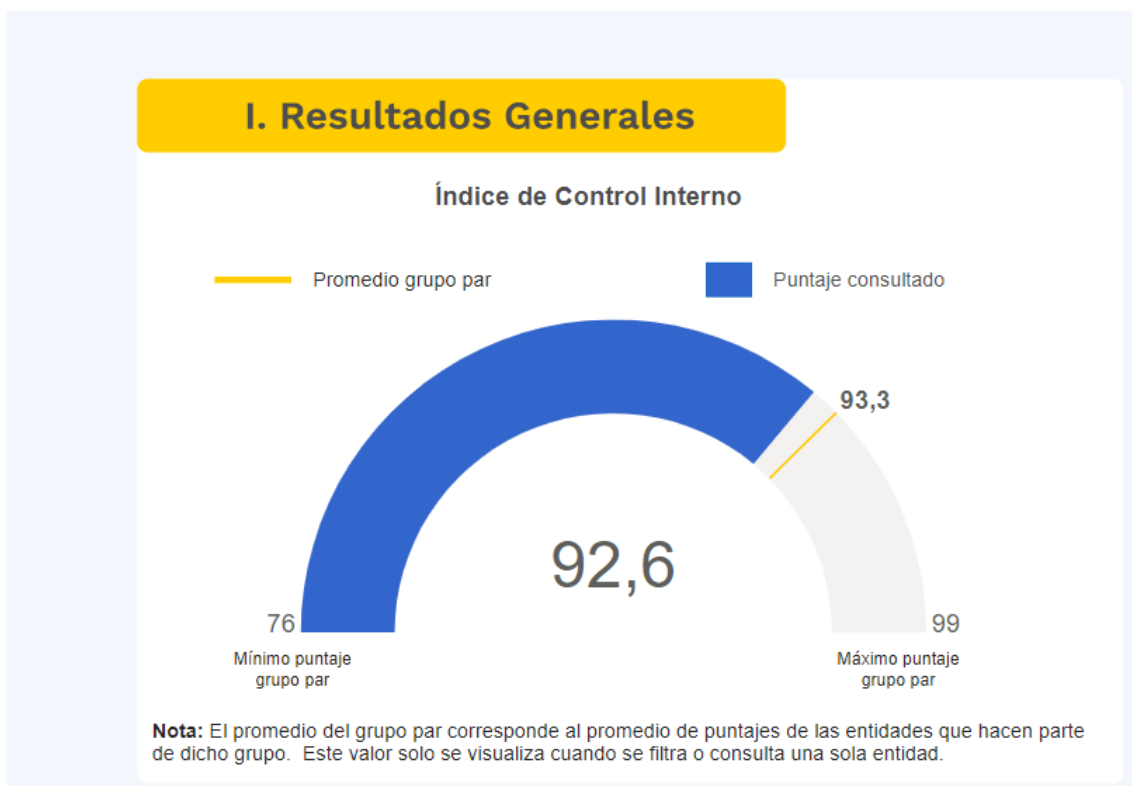 I. Resultados Generales
Índice de Control Interno
Promedio grupo par
Puntaje consultado
93,3
92,6
76
99
Mínimo puntaje
grupo par
Máximo puntaje
grupo par
Nota: El promedio del grupo par corresponde al promedio de puntajes de las entidades que hacen parte
de dicho grupo.  Este valor solo se visualiza cuando se filtra o consulta una sola entidad.